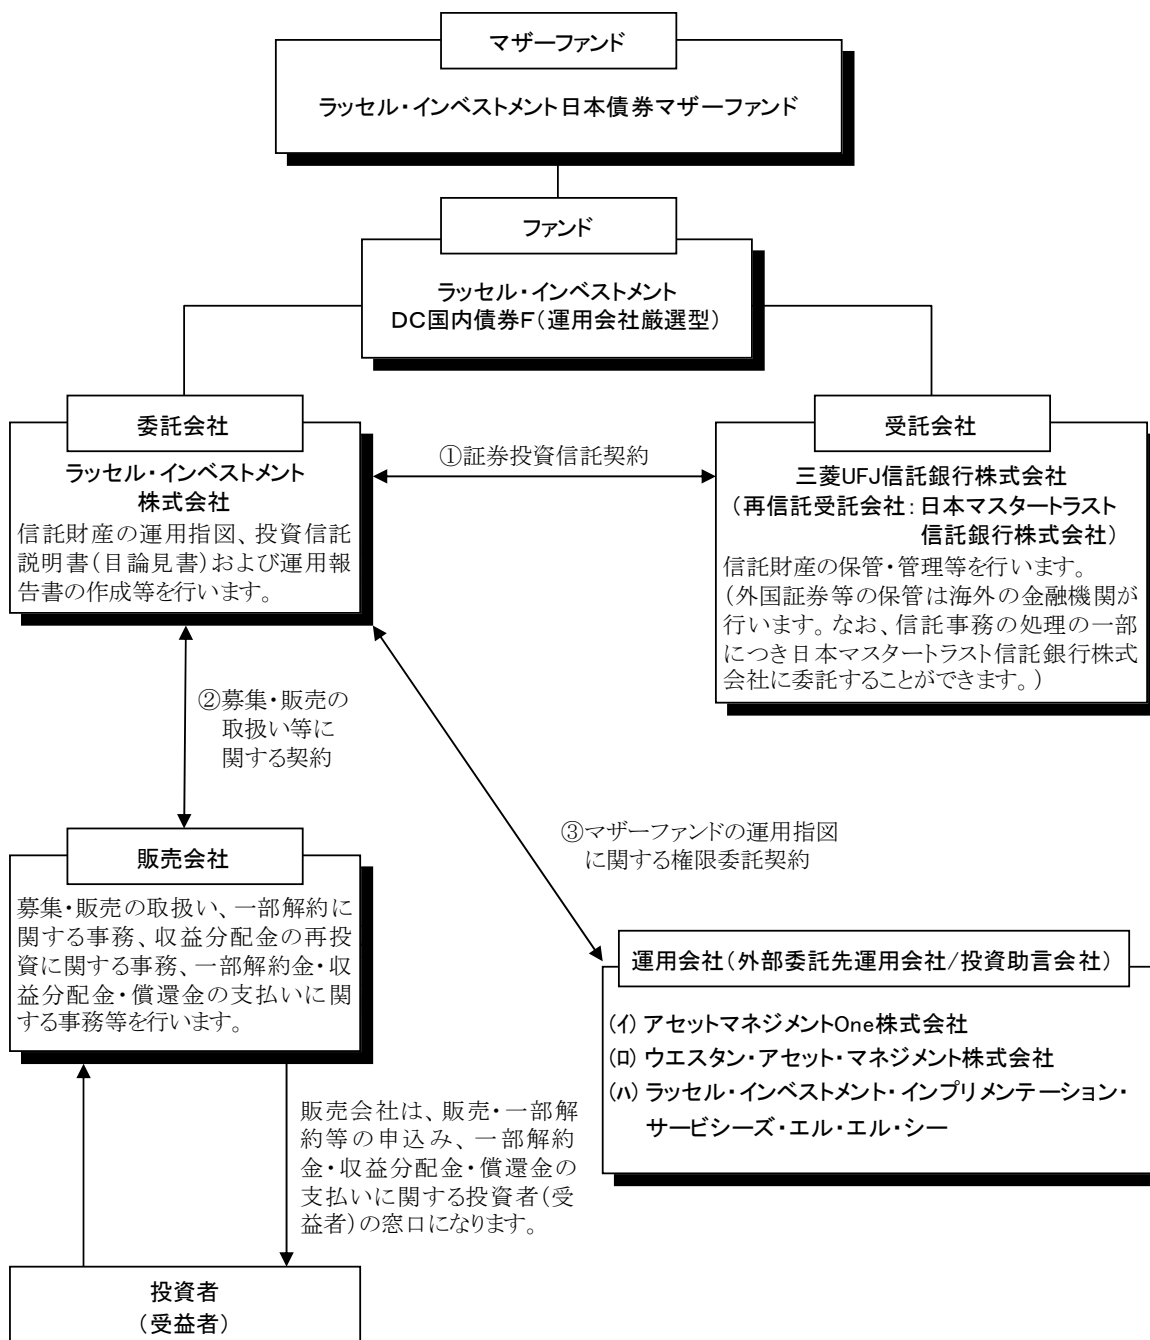 マザーファンド
ラッセル・インベストメント日本債券マザーファンド
ファンド
ラッセル・インベストメント
DC国内債券F（運用会社厳選型）
委託会社
ラッセル・インベストメント
株式会社
信託財産の運用指図、投資信託
説明書（目論見書）および運用報
告書の作成等を行います。
①証券投資信託契約
受託会社
三菱UFJ信託銀行株式会社
（再信託受託会社：日本マスタートラスト
信託銀行株式会社）
信託財産の保管・管理等を行います。
（外国証券等の保管は海外の金融機関が
行います。なお、信託事務の処理の一部
につき日本マスタートラスト信託銀行株式
会社に委託することができます。）
②募集・販売の
取扱い等に
関する契約
③マザーファンドの運用指図
に関する権限委託契約
販売会社
募集・販売の取扱い、一部解約に
関する事務、収益分配金の再投
資に関する事務、一部解約金・収
益分配金・償還金の支払いに関
する事務等を行います。
運用会社（外部委託先運用会社/投資助言会社）
（イ）アセットマネジメントOne株式会社
（ロ）ウエスタン・アセット・マネジメント株式会社
（ハ）ラッセル・インベストメント・インプリメンテーション・
サービシーズ・エル・エル・シー
販売会社は、販売・一部解
約等の申込み、一部解約
金・収益分配金・償還金の
支払いに関する投資者（受
益者）の窓口になります。
投資者
（受益者）